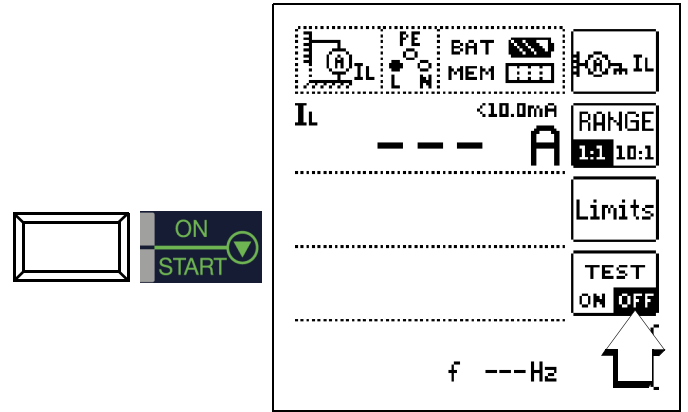 ON
START
A IL
PE
L N
BAT
MEM
A IL
IL <10.0mA
--- A
RANGE
1:1 10:1
Limits
TEST
ON OFF
f ---Hz